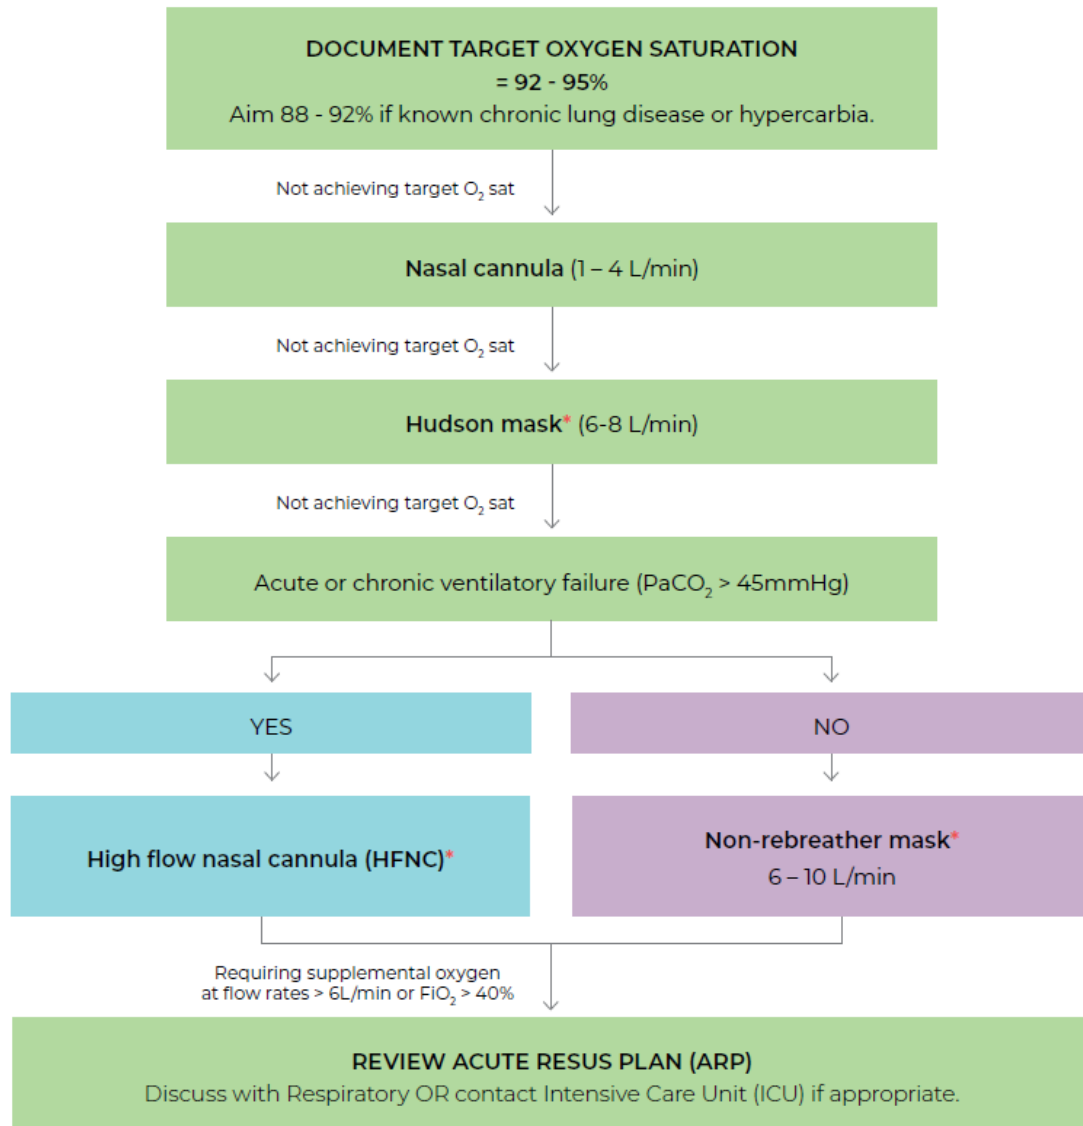 DOCUMENT TARGET OXYGEN SATURATION
= 92 - 95%
Aim 88 - 92% if known chronic lung disease or hypercarbia.
Not achieving target O₂ sat
Nasal cannula (1 – 4 L/min)
Not achieving target O₂ sat
Hudson mask* (6-8 L/min)
Not achieving target O₂ sat
Acute or chronic ventilatory failure (PaCO₂ > 45mmHg)
YES
NO
High flow nasal cannula (HFNC)*
Non-rebreather mask*
6 – 10 L/min
Requiring supplemental oxygen
at flow rates > 6L/min or FiO₂ > 40%
REVIEW ACUTE RESUS PLAN (ARP)
Discuss with Respiratory OR contact Intensive Care Unit (ICU) if appropriate.